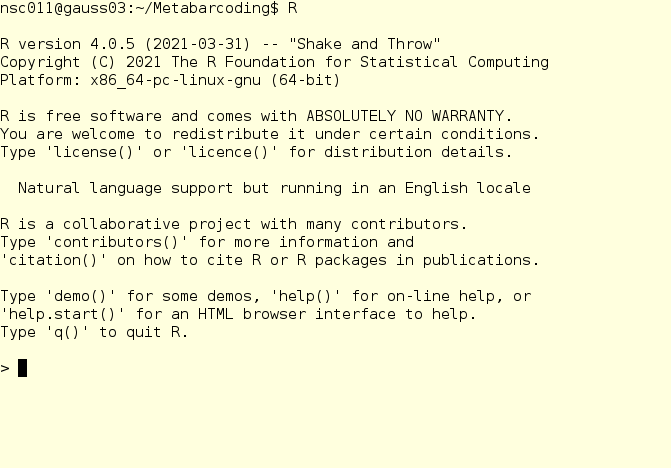 nsc011@gauss03:~/Metabarcoding$ R
R version 4.0.5 (2021-03-31) -- "Shake and Throw"
Copyright (C) 2021 The R Foundation for Statistical Computing
Platform: x86_64-pc-linux-gnu (64-bit)
R is free software and comes with ABSOLUTELY NO WARRANTY.
You are welcome to redistribute it under certain conditions.
Type 'license()' or 'licence()' for distribution details.
Natural language support but running in an English locale
R is a collaborative project with many contributors.
Type 'contributors()' for more information and
'citation()' on how to cite R or R packages in publications.
Type 'demo()' for some demos, 'help()' for on-line help, or
'help.start()' for an HTML browser interface to help.
Type 'q()' to quit R.
>